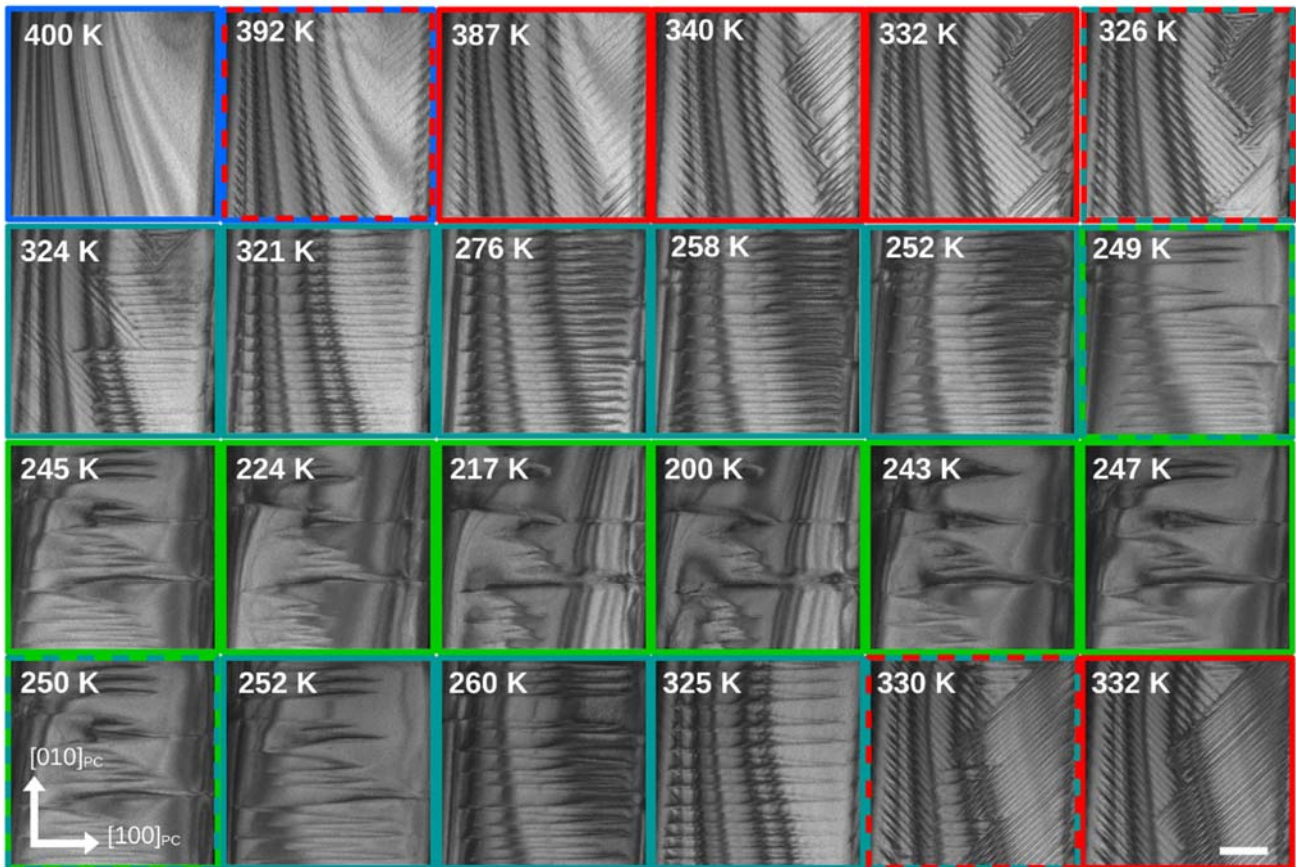 400 K
392 K
387 K
340 K
332 K
326 K
324 K
321 K
276 K
258 K
252 K
249 K
245 K
224 K
217 K
200 K
243 K
247 K
250 K
252 K
260 K
325 K
330 K
332 K
[010]PC
[100]PC